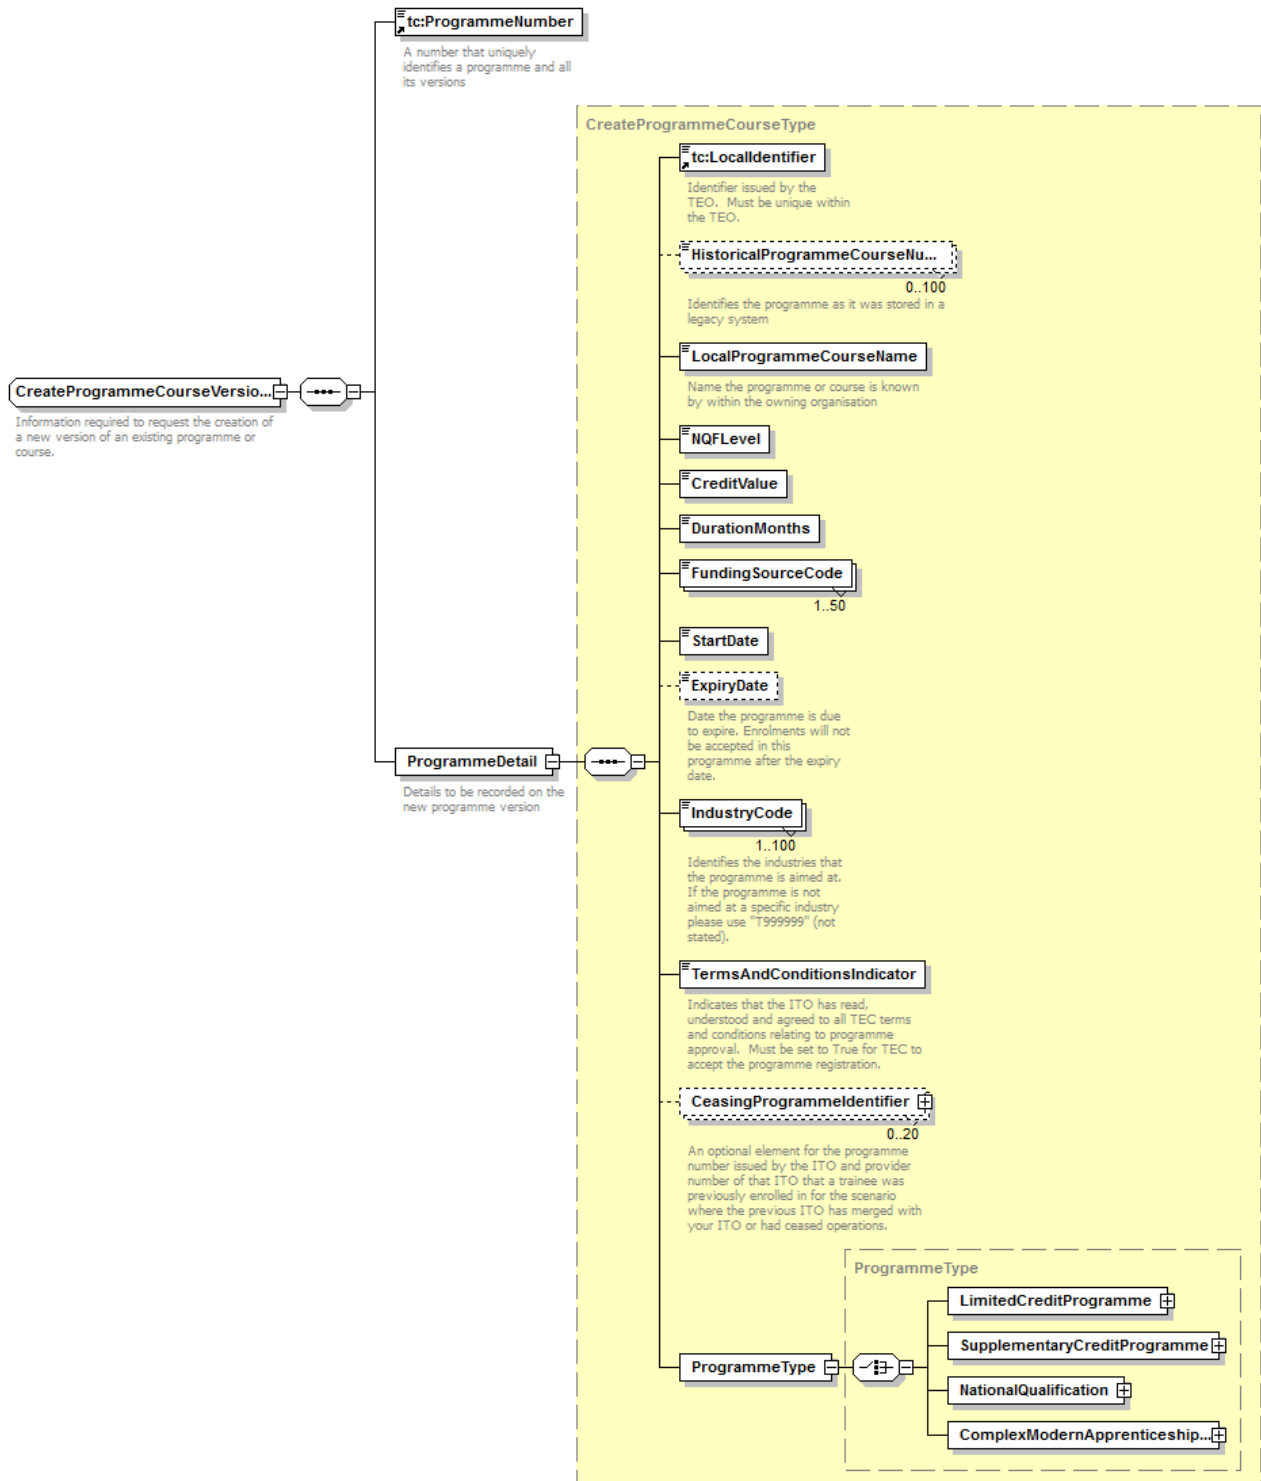 tc:ProgrammeNumber
A number that uniquely
identifies a programme and all
its versions
CreateProgrammeCourseVersio...
Information required to request the creation of
a new version of an existing programme or
course.
ProgrammeDetail
Details to be recorded on the
new programme version
CreateProgrammeCourseType
tc:LocalIdentifier
Identifier issued by the
TEO.  Must be unique within
the TEO.
HistoricalProgrammeCourseNu...
0..100
Identifies the programme as it was stored in a
legacy system
LocalProgrammeCourseName
Name the programme or course is known
by within the owning organisation
NQFLevel
CreditValue
DurationMonths
FundingSourceCode
1..50
StartDate
ExpiryDate
Date the programme is due
to expire. Enrolments will not
be accepted in this
programme after the expiry
date.
IndustryCode
1..100
Identifies the industries that
the programme is aimed at.
If the programme is not
aimed at a specific industry
please use "T999999" (not
stated).
TermsAndConditionsIndicator
Indicates that the ITO has read,
understood and agreed to all TEC terms
and conditions relating to programme
approval.  Must be set to True for TEC to
accept the programme registration.
CeasingProgrammeIdentifier
0..20
An optional element for the programme
number issued by the ITO and provider
number of that ITO that a trainee was
previously enrolled in for the scenario
where the previous ITO has merged with
your ITO or had ceased operations.
ProgrammeType
ProgrammeType
LimitedCreditProgramme
SupplementaryCreditProgramme
NationalQualification
ComplexModernApprenticeship...